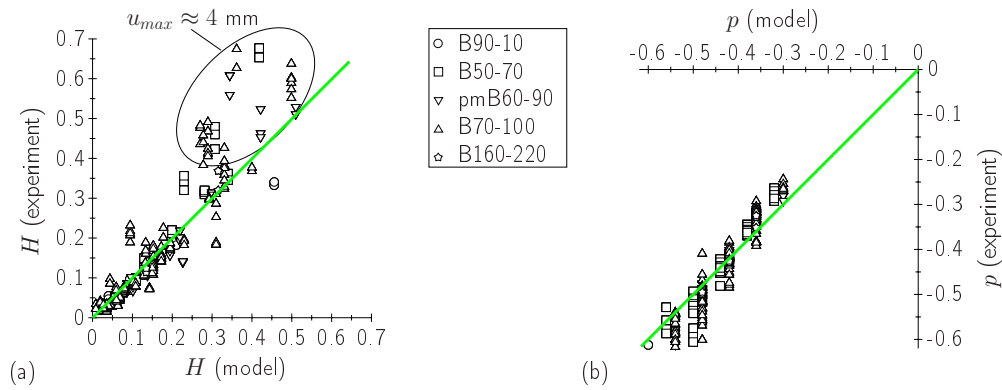 u_max ≈ 4 mm
0.7
0.6
0.5
0.4
0.3
0.2
0.1
0
H (experiment)
0 0.1 0.2 0.3 0.4 0.5 0.6 0.7
H (model)
(a)
B90-10
B50-70
pmB60-90
B70-100
B160-220
p (model)
-0.6 -0.5 -0.4 -0.3 -0.2 -0.1 0
0
-0.1
-0.2
-0.3
-0.4
-0.5
-0.6
p (experiment)
(b)